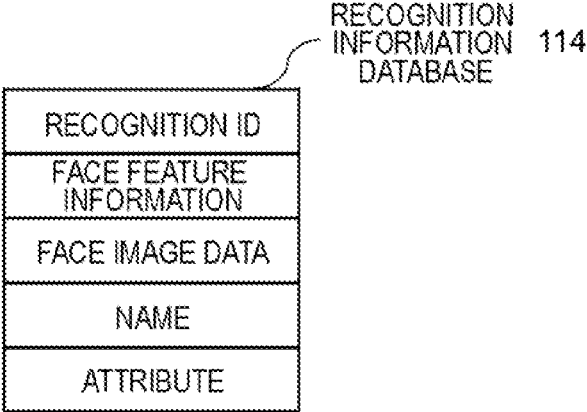 RECOGNITION
INFORMATION 114
DATABASE
RECOGNITION ID
FACE FEATURE
INFORMATION
FACE IMAGE DATA
NAME
ATTRIBUTE